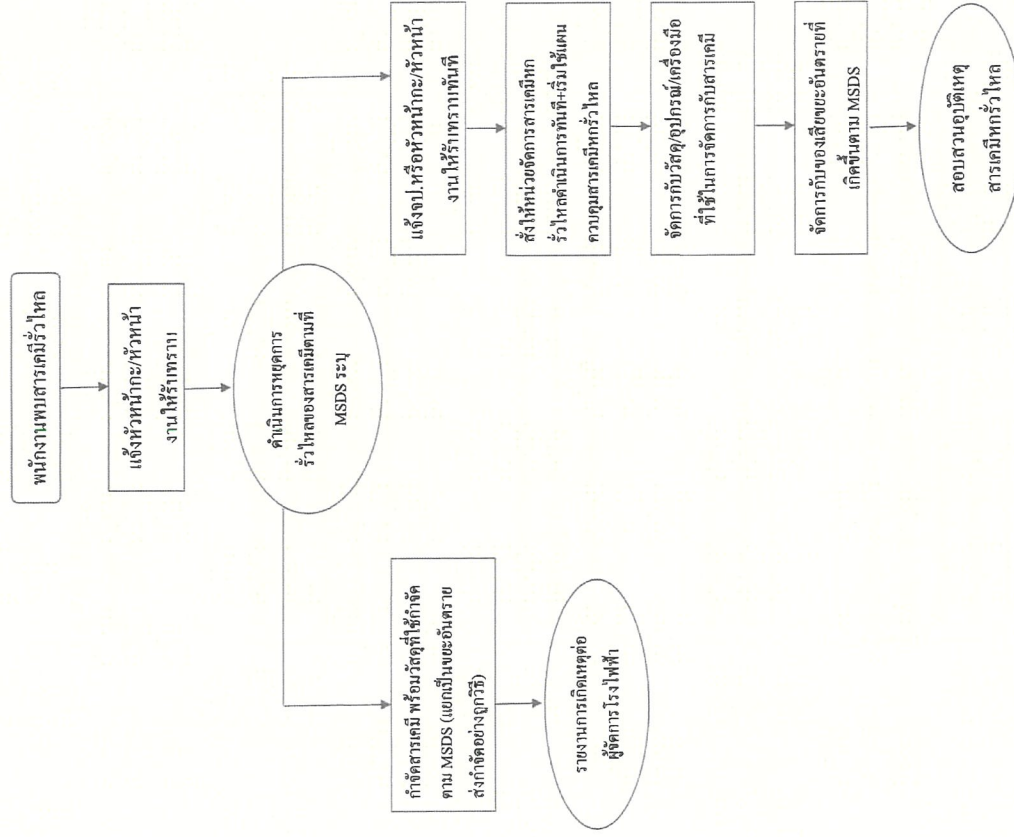 พนักงานพบสารเคมีรั่วไหล
แจ้งหัวหน้ากะ/หัวหน้า
งานให้รับทราบ
ดำเนินการหยุดการ
รั่วไหลของสารเคมีตามที่
MSDS ระบุ
กำจัดสารเคมี พร้อมวัสดุที่ใช้กำจัด
ตาม MSDS (แยกเป็นขยะอันตราย
ส่งกำจัดอย่างถูกวิธี)
รายงานการเกิดเหตุต่อ
ผู้จัดการโรงไฟฟ้า
แจ้งจป.หรือหัวหน้ากะ/หัวหน้า
งานให้รับทราบทันที
สั่งให้หน่วยจัดการสารเคมีหก
รั่วไหลดำเนินการทันที+เริ่มใช้แผน
ควบคุมสารเคมีหกรั่วไหล
จัดการกับวัสดุ/อุปกรณ์/เครื่องมือ
ที่ใช้ในการจัดการกับสารเคมี
จัดการกับของเสียขยะอันตรายที่
เกิดขึ้นตาม MSDS
สอบสวนอุบัติเหตุ
สารเคมีหกรั่วไหล